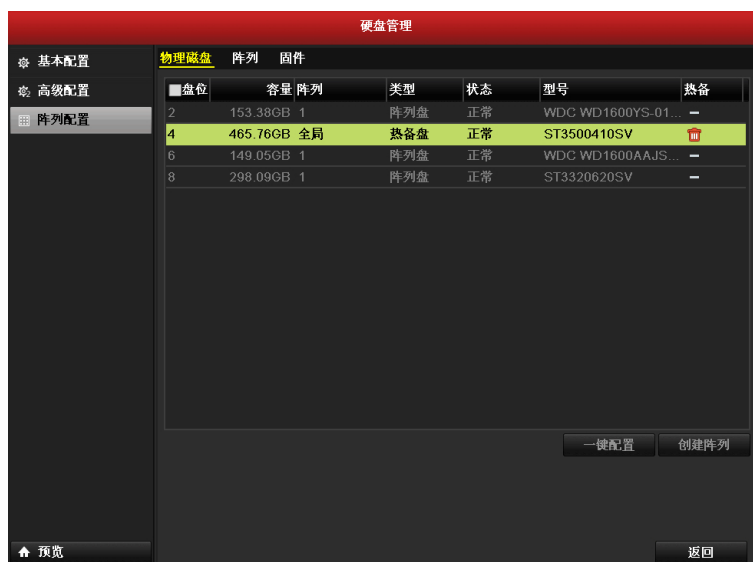 硬盘管理
基本配置
高级配置
阵列配置
物理磁盘 阵列 固件
盘位 容量 阵列 类型 状态 型号 热备
2 153.38GB 1 阵列盘 正常 WDC WD1600YS-01... –
4 465.76GB 全局 热备盘 正常 ST3500410SV
6 149.05GB 1 阵列盘 正常 WDC WD1600AAJS... –
8 298.09GB 1 阵列盘 正常 ST3320620SV –
一键配置 创建阵列
预览 返回